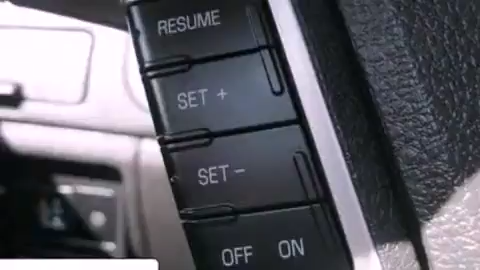 RESUME
SET +
SET -
OFF ON